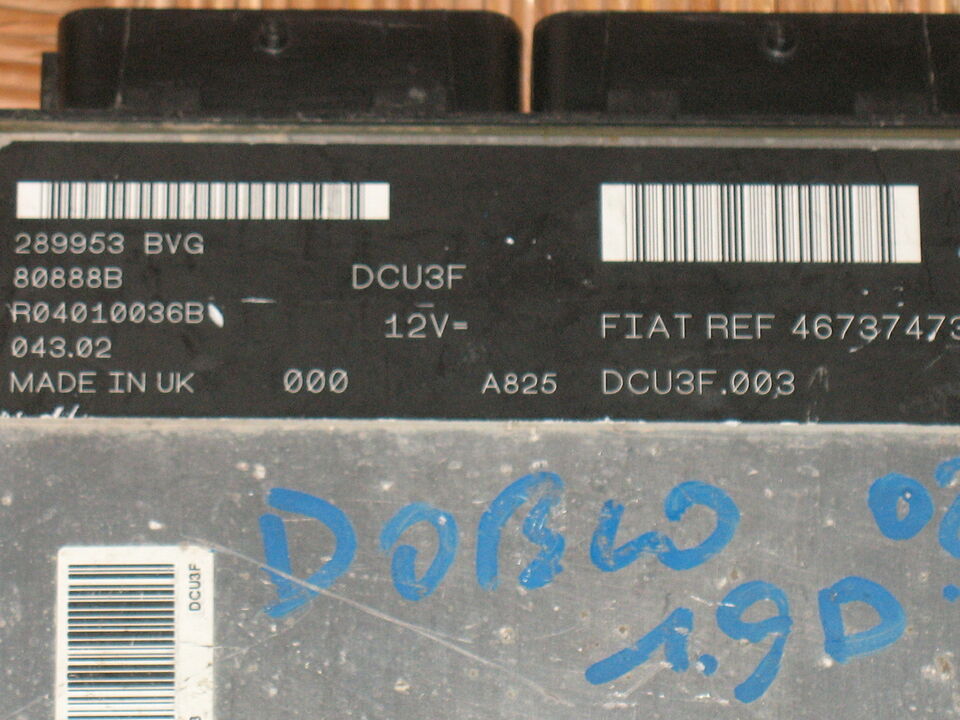 289953 BVG
80888B
R04010036B
043.02
MADE IN UK 000
DCU3F
12V=
A825
FIAT REF 46737473
DCU3F.003
DOBLO
1.9D
DCU3F